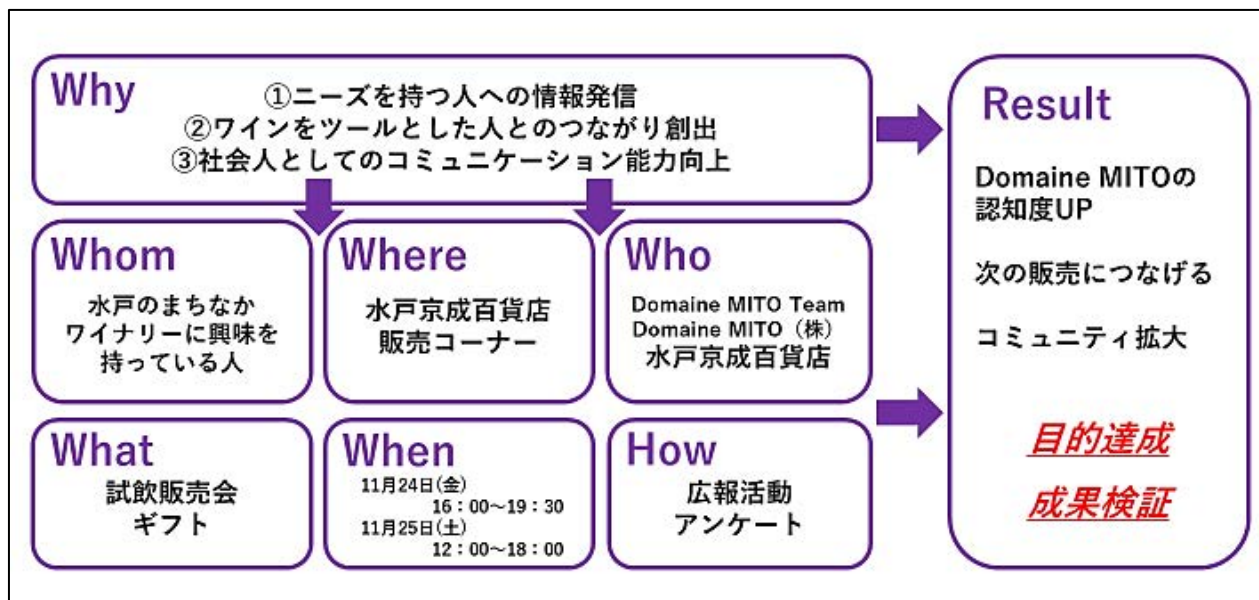 Why
①ニーズを持つ人への情報発信
②ワインをツールとした人とのつながり創出
③社会人としてのコミュニケーション能力向上
Whom
水戸のまちなか
ワイナリーに興味を
持っている人
Where
水戸京成百貨店
販売コーナー
Who
Domaine MITO Team
Domaine MITO（株）
水戸京成百貨店
What
試飲販売会
ギフト
When
11月24日(金)
16：00～19：30
11月25日(土)
12：00～18：00
How
広報活動
アンケート
Result
Domaine MITOの
認知度UP
次の販売につなげる
コミュニティ拡大
目的達成
成果検証